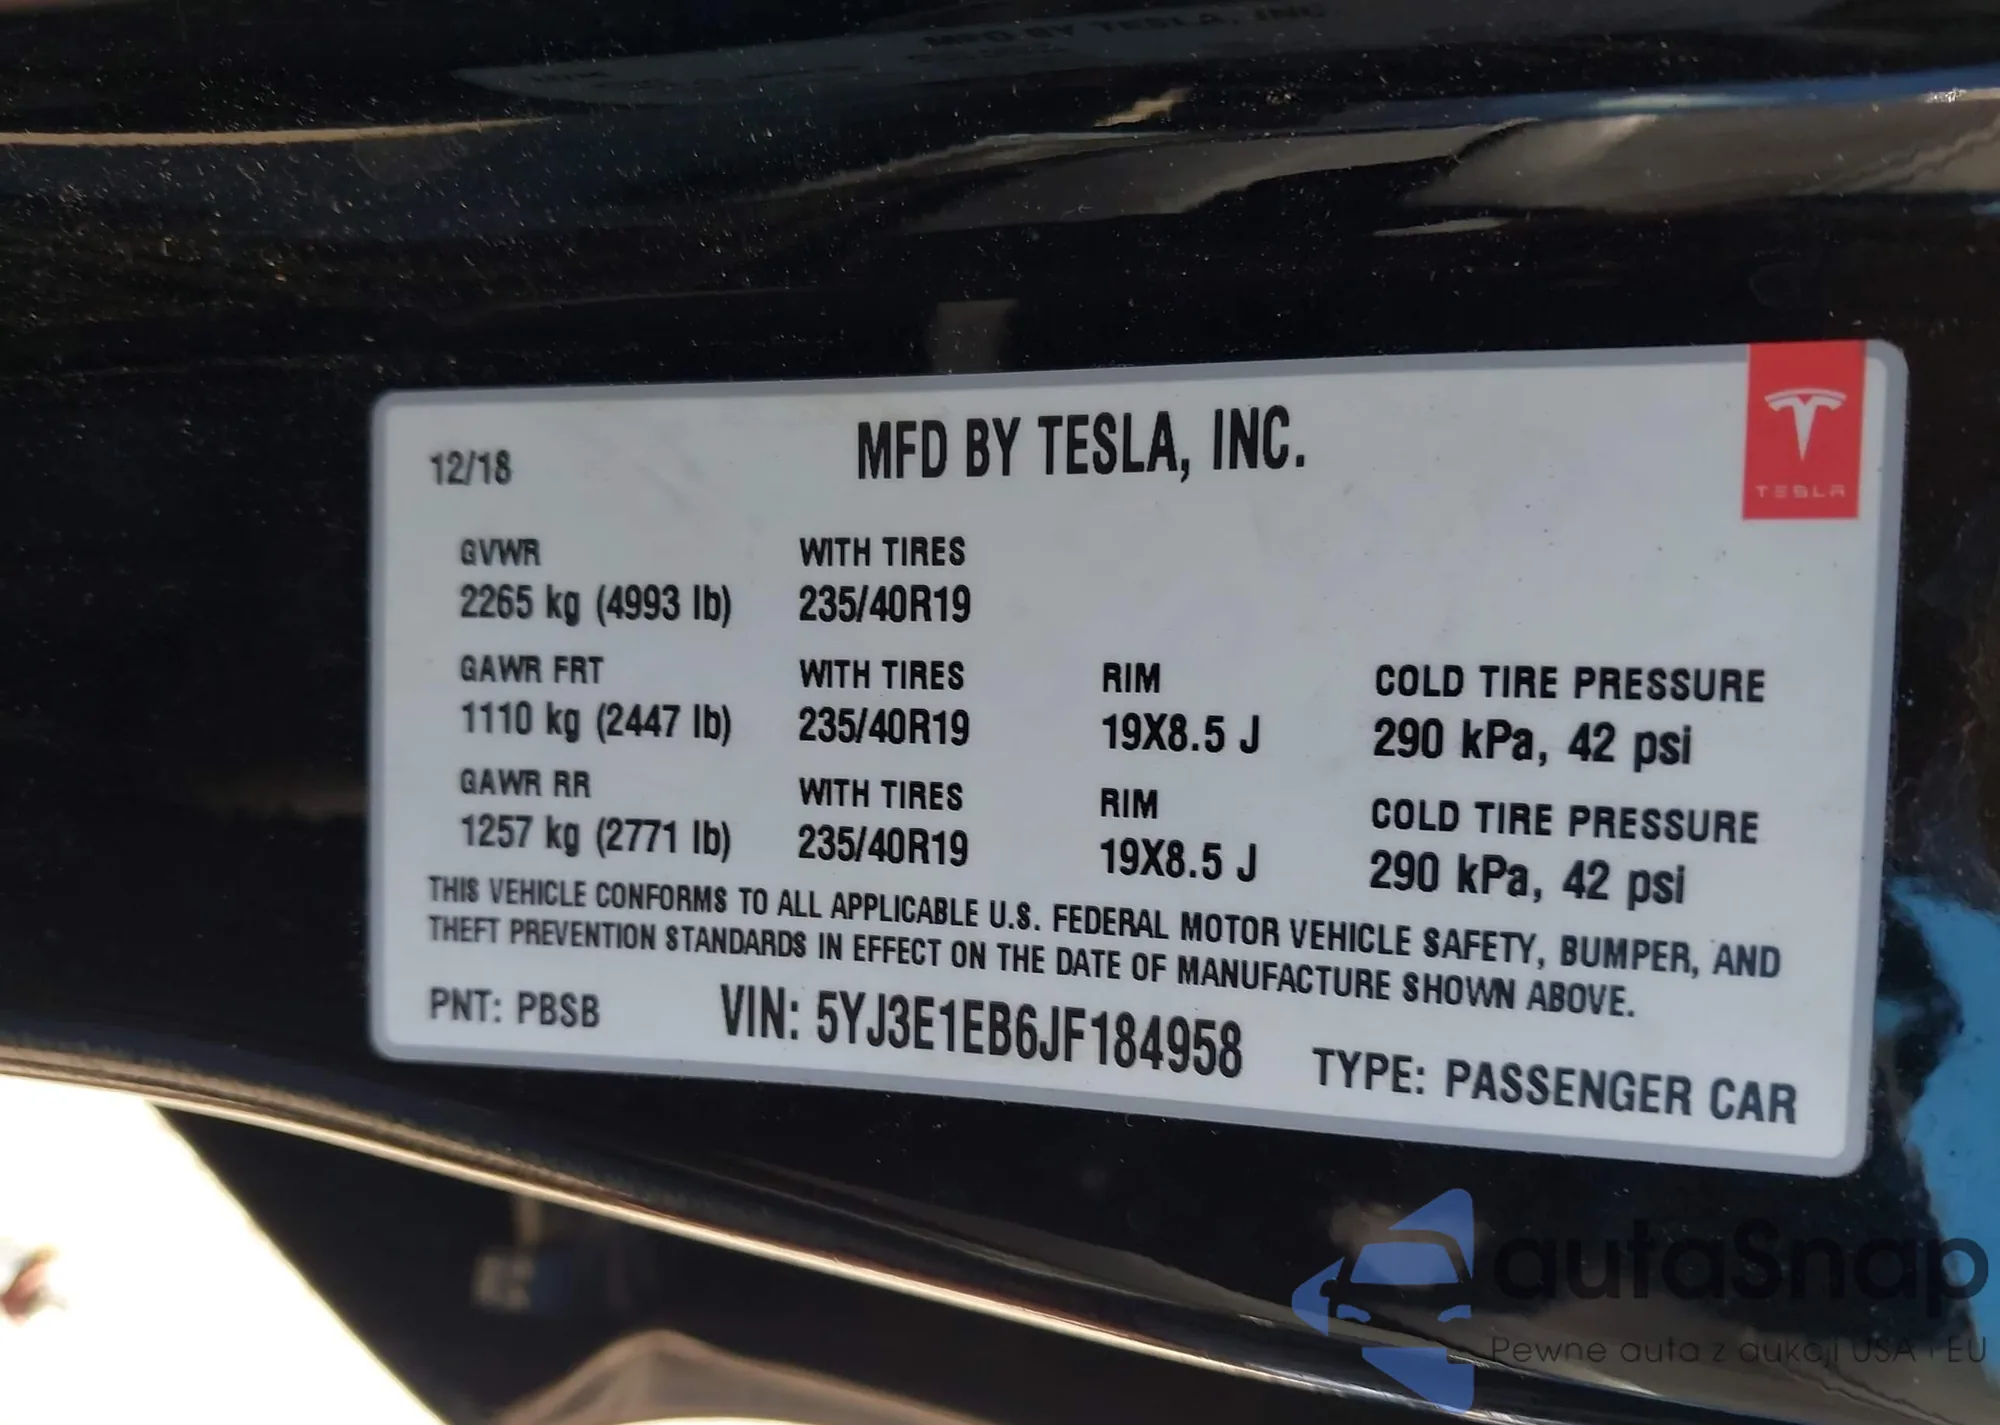 MFD BY TESLA, INC.
12/18
TESLA
GVWR WITH TIRES
2265 kg (4993 lb) 235/40R19
GAWR FRT WITH TIRES RIM COLD TIRE PRESSURE
1110 kg (2447 lb) 235/40R19 19X8.5 J 290 kPa, 42 psi
GAWR RR WITH TIRES RIM COLD TIRE PRESSURE
1257 kg (2771 lb) 235/40R19 19X8.5 J 290 kPa, 42 psi
THIS VEHICLE CONFORMS TO ALL APPLICABLE U.S. FEDERAL MOTOR VEHICLE SAFETY, BUMPER, AND
THEFT PREVENTION STANDARDS IN EFFECT ON THE DATE OF MANUFACTURE SHOWN ABOVE.
PNT: PBSB VIN: 5YJ3E1EB6JF184958 TYPE: PASSENGER CAR
autaSnap
Pewne auta z aukcji USA i EU